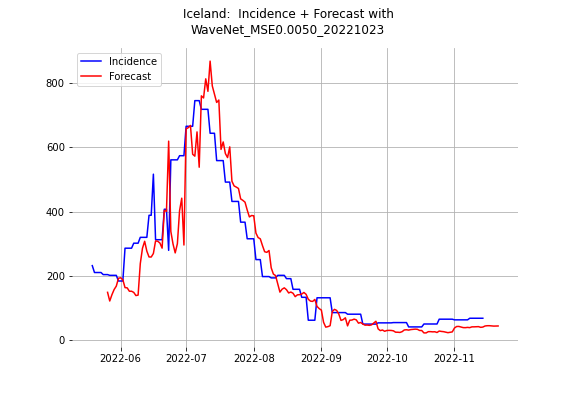 Iceland:  Incidence + Forecast with
WaveNet_MSE0.0050_20221023
Incidence
Forecast
800
600
400
200
0
2022-06 2022-07 2022-08 2022-09 2022-10 2022-11